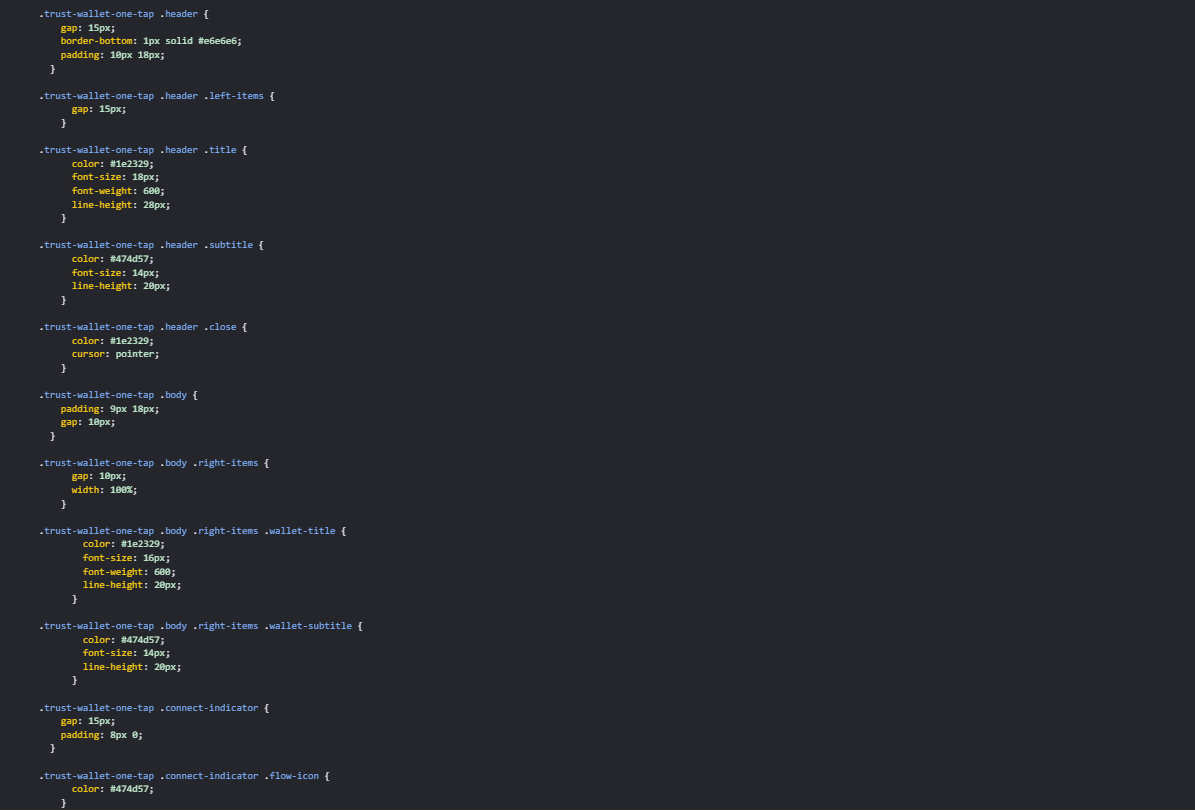 .trust-wallet-one-tap .header {
gap: 15px;
border-bottom: 1px solid #e6e6e6;
padding: 10px 18px;
}
.trust-wallet-one-tap .header .left-items {
gap: 15px;
}
.trust-wallet-one-tap .header .title {
color: #1e2329;
font-size: 18px;
font-weight: 600;
line-height: 28px;
}
.trust-wallet-one-tap .header .subtitle {
color: #474d57;
font-size: 14px;
line-height: 20px;
}
.trust-wallet-one-tap .header .close {
color: #1e2329;
cursor: pointer;
}
.trust-wallet-one-tap .body {
padding: 9px 18px;
gap: 10px;
}
.trust-wallet-one-tap .body .right-items {
gap: 10px;
width: 100%;
}
.trust-wallet-one-tap .body .right-items .wallet-title {
color: #1e2329;
font-size: 16px;
font-weight: 600;
line-height: 20px;
}
.trust-wallet-one-tap .body .right-items .wallet-subtitle {
color: #474d57;
font-size: 14px;
line-height: 20px;
}
.trust-wallet-one-tap .connect-indicator {
gap: 15px;
padding: 8px 0;
}
.trust-wallet-one-tap .connect-indicator .flow-icon {
color: #474d57;
}